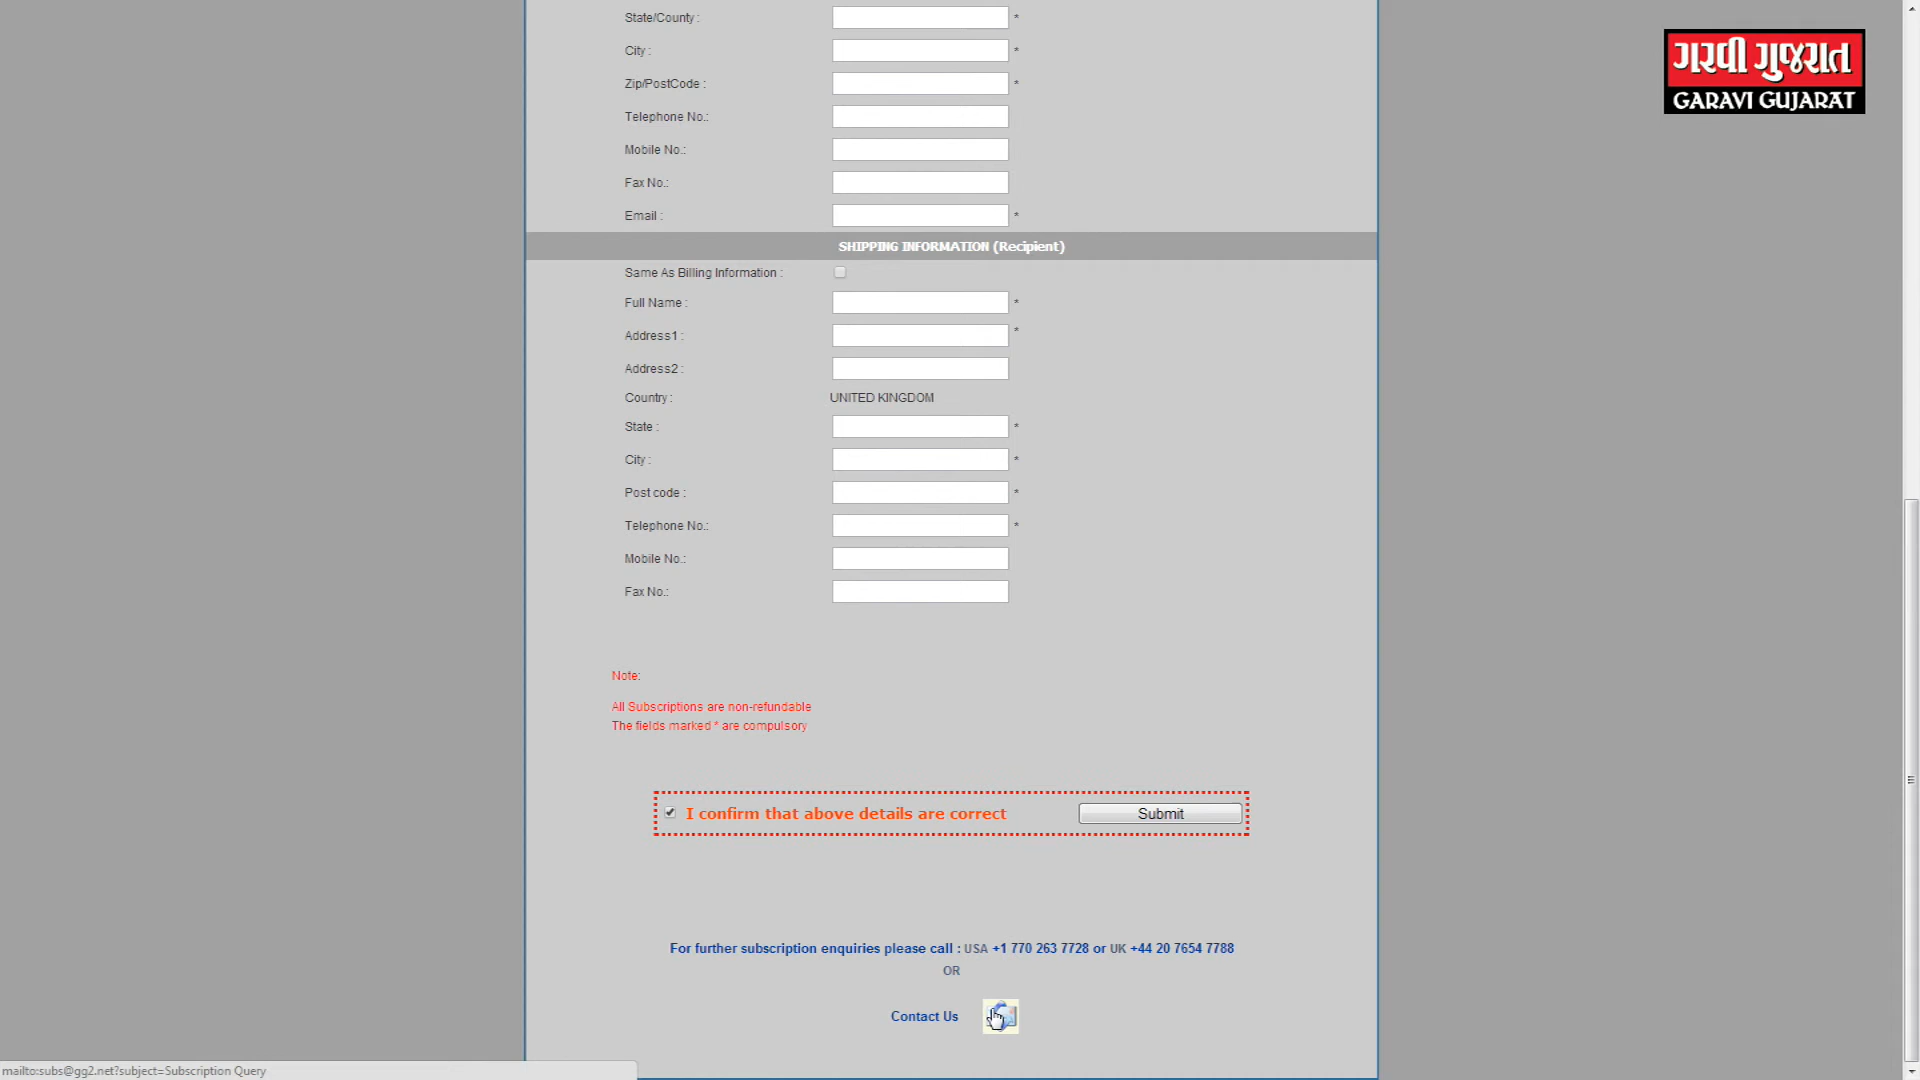 State/County : *
City : *
Zip/PostCode : *
Telephone No.:
Mobile No.:
Fax No.:
Email : *
SHIPPING INFORMATION (Recipient)
Same As Billing Information :
Full Name : *
Address1 : *
Address2 :
Country : UNITED KINGDOM
State : *
City : *
Post code : *
Telephone No.: *
Mobile No.:
Fax No.:
Note:
All Subscriptions are non-refundable
The fields marked * are compulsory
I confirm that above details are correct Submit
For further subscription enquiries please call : USA +1 770 263 7728 or UK +44 20 7654 7788
OR
Contact Us
mailto:subs@gg2.net?subject=Subscription Query
ગરવી ગુજરાત
GARAVI GUJARAT